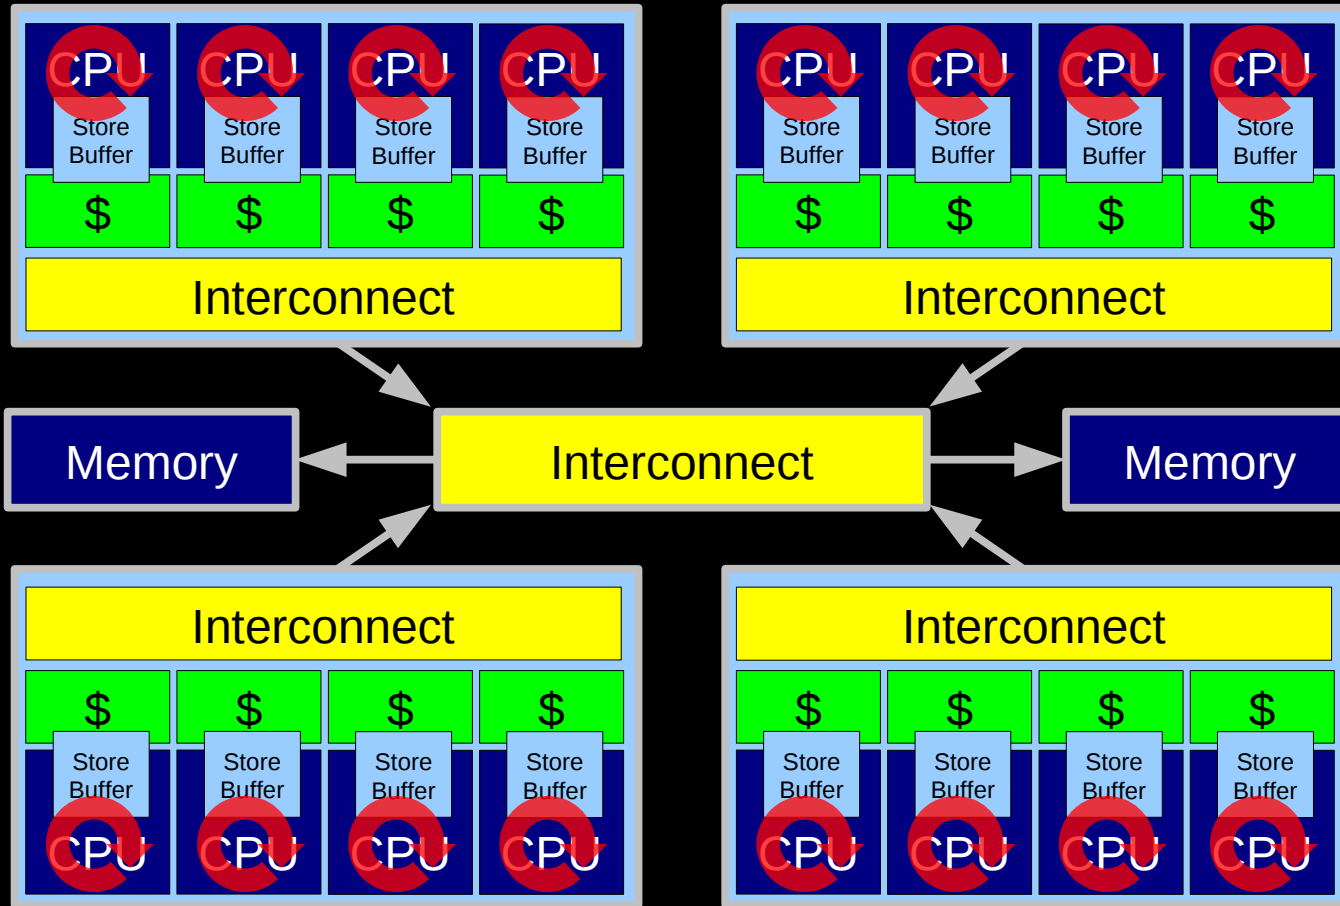 CPU CPU CPU CPU
Store Buffer Store Buffer Store Buffer Store Buffer
$ $ $ $
Interconnect
CPU CPU CPU CPU
Store Buffer Store Buffer Store Buffer Store Buffer
$ $ $ $
Interconnect
Memory
Interconnect
Memory
Interconnect
$ $ $ $
Store Buffer Store Buffer Store Buffer Store Buffer
CPU CPU CPU CPU
Interconnect
$ $ $ $
Store Buffer Store Buffer Store Buffer Store Buffer
CPU CPU CPU CPU